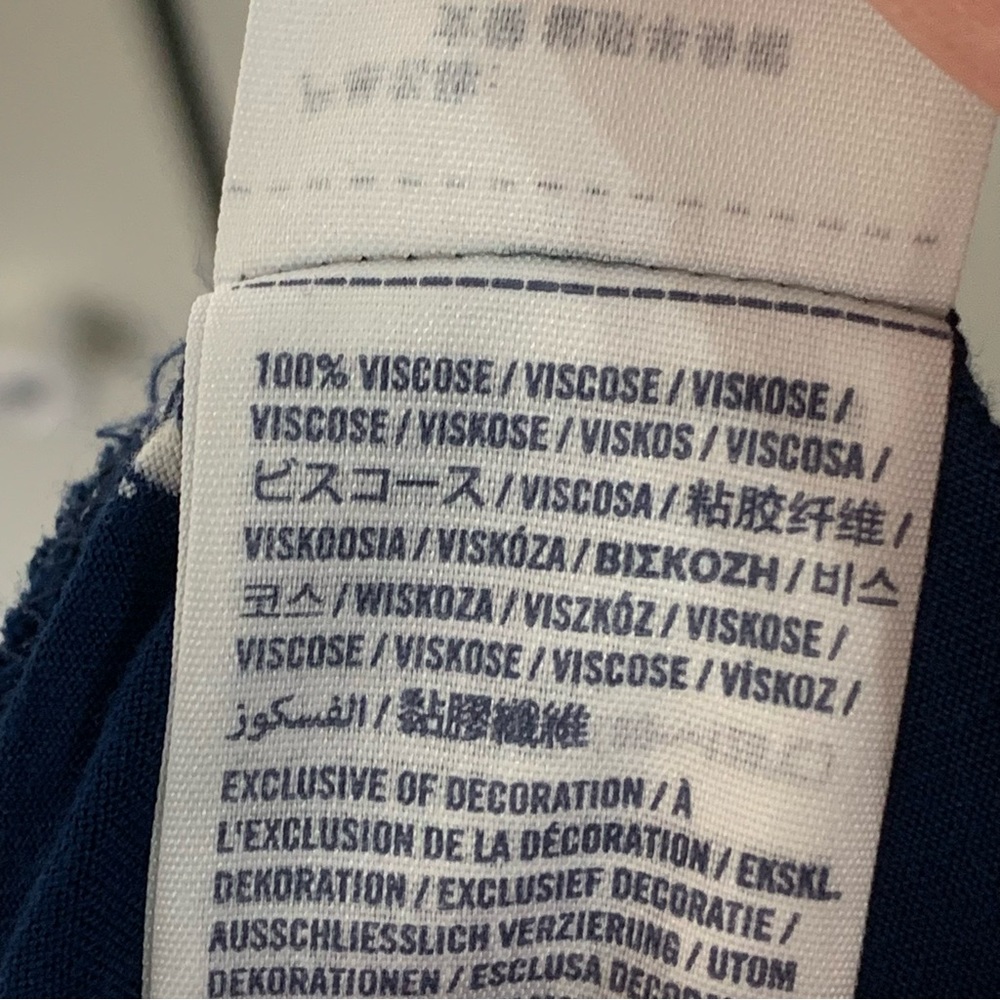 100% VISCOSE / VISCOSE / VISKOSE /
VISCOSE / VISKOSE / VISKOS / VISCOSA /
ビスコース / VISCOSA / 粘胶纤维 /
VISKOOSIA / VISKÓZA / ΒΙΣΚΟΖΗ / 비스
코스 / WISKOZA / VISZKÓZ / VISKOSE /
VISCOSE / VISKOSE / VISCOSE / VİSKOZ /
الفسكوز / 黏膠纖維
EXCLUSIVE OF DECORATION / À
L'EXCLUSION DE LA DÉCORATION / EKSKL.
DEKORATION / EXCLUSIEF DECORATIE /
AUSSCHLIESSLICH VERZIERUNG / UTOM
DEKORATIONEN / ESCLUSA